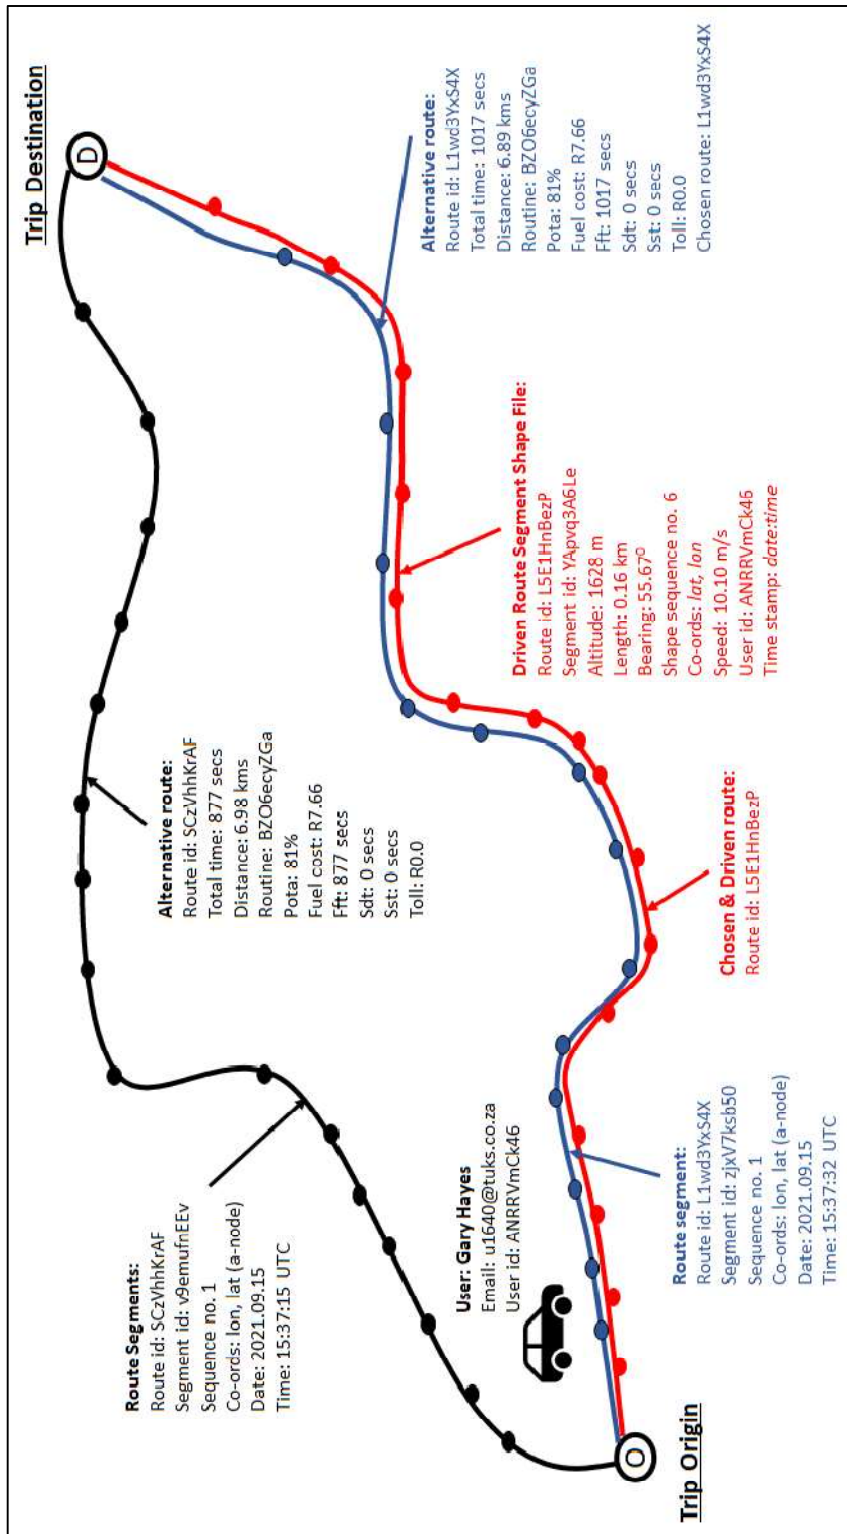 Trip Destination
D
Alternative route:
Route id: L1wd3YxS4X
Total time: 1017 secs
Distance: 6.89 kms
Routine: BZO6ecyZGa
Pota: 81%
Fuel cost: R7.66
Fft: 1017 secs
Sdt: 0 secs
Sst: 0 secs
Toll: R0.0
Chosen route: L1wd3YxS4X
Driven Route Segment Shape File:
Route id: L5E1HnBezP
Segment id: YApvq3A6Le
Altitude: 1628 m
Length: 0.16 km
Bearing: 55.67⁰
Shape sequence no. 6
Co-ords: lat, lon
Speed: 10.10 m/s
User id: ANRRVmCk46
Time stamp: date:time
Alternative route:
Route id: SCzVhhKrAF
Total time: 877 secs
Distance: 6.98 kms
Routine: BZO6ecyZGa
Pota: 81%
Fuel cost: R7.66
Fft: 877 secs
Sdt: 0 secs
Sst: 0 secs
Toll: R0.0
Chosen & Driven route:
Route id: L5E1HnBezP
Route Segments:
Route id: SCzVhhKrAF
Segment id: v9emufnEEv
Sequence no. 1
Co-ords: lon, lat (a-node)
Date: 2021.09.15
Time: 15:37:15 UTC
User: Gary Hayes
Email: u1640@tuks.co.za
User id: ANRRVmCk46
Route segment:
Route id: L1wd3YxS4X
Segment id: zjxV7ksb50
Sequence no. 1
Co-ords: lon, lat (a-node)
Date: 2021.09.15
Time: 15:37:32 UTC
O
Trip Origin